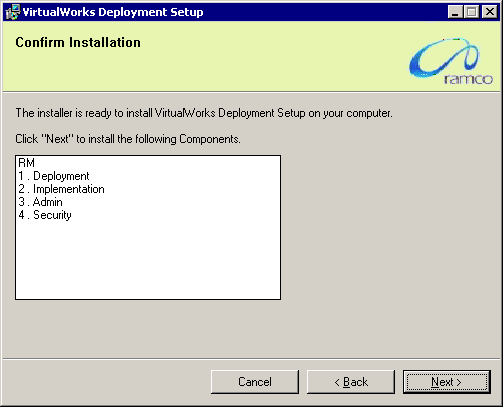 VirtualWorks Deployment Setup
Confirm Installation
ramco
The installer is ready to install VirtualWorks Deployment Setup on your computer.
Click "Next" to install the following Components.
RM
1 . Deployment
2 . Implementation
3 . Admin
4 . Security
Cancel
< Back
Next >